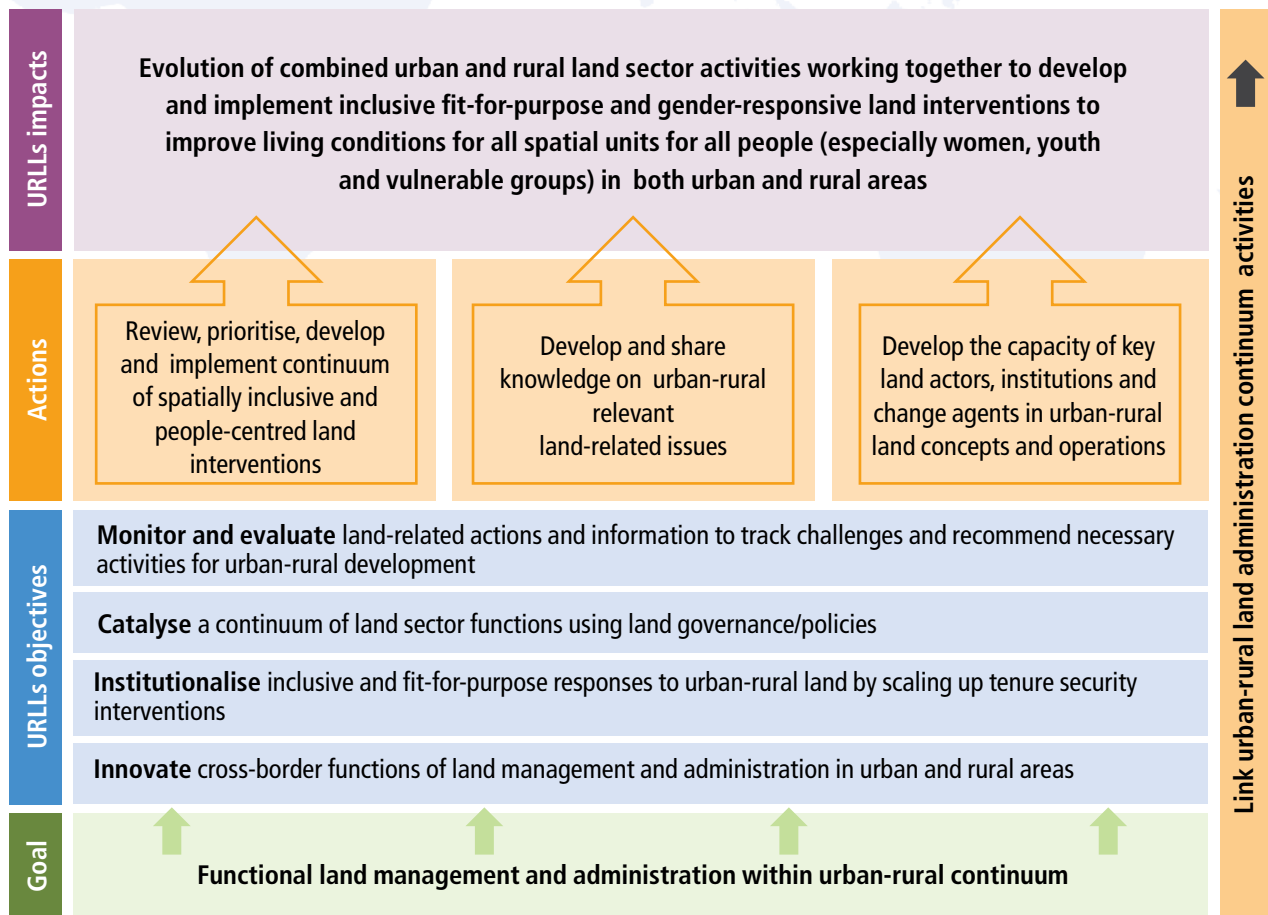 URLLs impacts
Evolution of combined urban and rural land sector activities working together to develop
and implement inclusive fit-for-purpose and gender-responsive land interventions to
improve living conditions for all spatial units for all people (especially women, youth
and vulnerable groups) in both urban and rural areas
Actions
Review, prioritise, develop
and implement continuum
of spatially inclusive and
people-centred land
interventions
Develop and share
knowledge on urban-rural
relevant
land-related issues
Develop the capacity of key
land actors, institutions and
change agents in urban-rural
land concepts and operations
URLLs objectives
Monitor and evaluate land-related actions and information to track challenges and recommend necessary
activities for urban-rural development
Catalyse a continuum of land sector functions using land governance/policies
Institutionalise inclusive and fit-for-purpose responses to urban-rural land by scaling up tenure security
interventions
Innovate cross-border functions of land management and administration in urban and rural areas
Goal
Functional land management and administration within urban-rural continuum
Link urban-rural land administration continuum activities